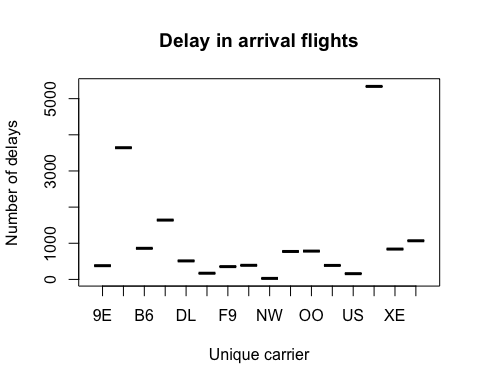 Delay in arrival flights
Number of delays
5000
3000
1000
0
9E B6 DL F9 NW OO US XE
Unique carrier